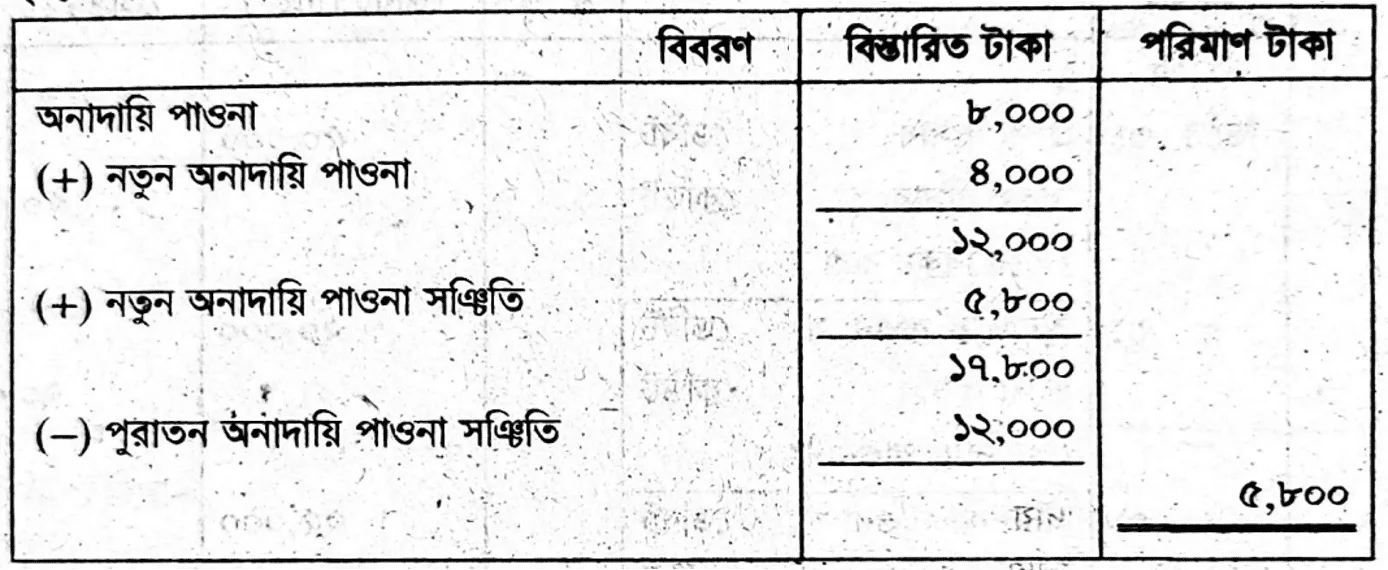 বিবরণ বিস্তারিত টাকা পরিমাণ টাকা
অনাদায়ি পাওনা ৮,০০০
(+) নতুন অনাদায়ি পাওনা ৪,০০০
১২,০০০
(+) নতুন অনাদায়ি পাওনা সঞ্চিতি ৫,৮০০
১৭,৮০০
(–) পুরাতন অনাদায়ি পাওনা সঞ্চিতি ১২,০০০
৫,৮০০